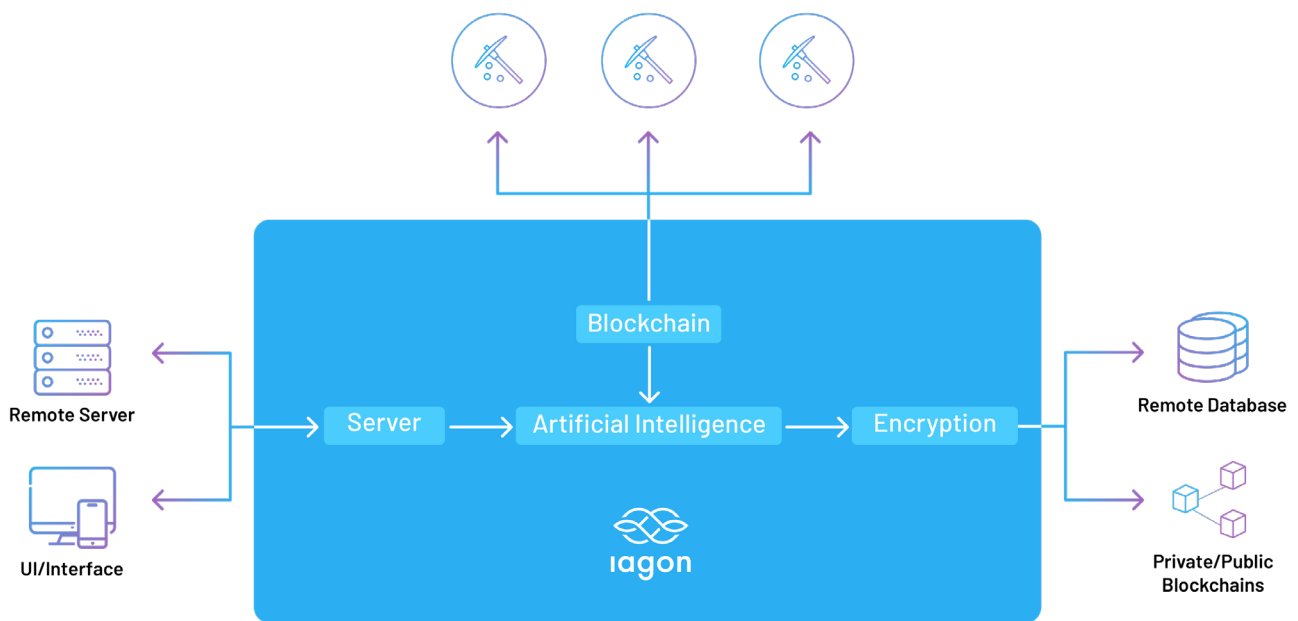 Blockchain
Remote Server
Server
Artificial Intelligence
Encryption
Remote Database
UI/Interface
iagon
Private/Public
Blockchains